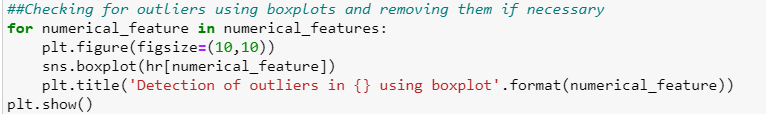 ##Checking for outliers using boxplots and removing them if necessary
for numerical_feature in numerical_features:
    plt.figure(figsize=(10,10))
    sns.boxplot(hr[numerical_feature])
    plt.title('Detection of outliers in {} using boxplot'.format(numerical_feature))
plt.show()